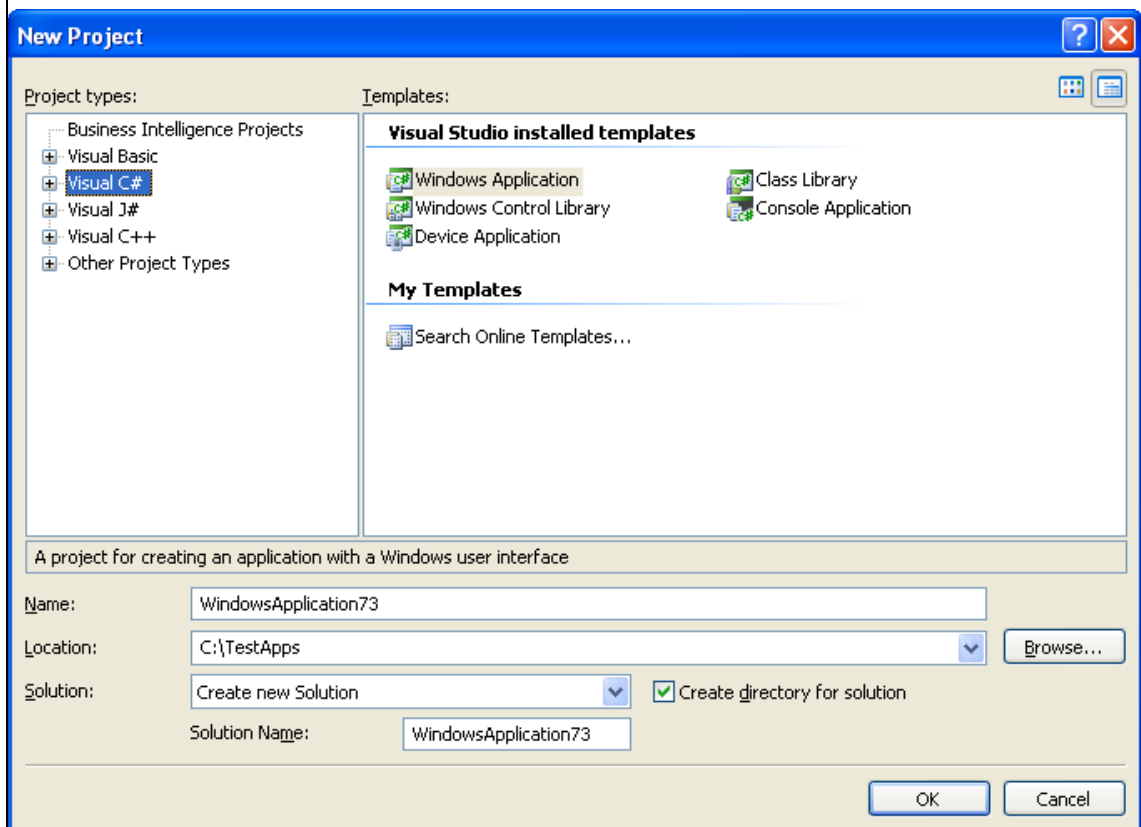 New Project
Project types:
Templates:
Business Intelligence Projects
Visual Basic
Visual C#
Visual J#
Visual C++
Other Project Types
Visual Studio installed templates
Windows Application
Class Library
Windows Control Library
Console Application
Device Application
My Templates
Search Online Templates...
A project for creating an application with a Windows user interface
Name: WindowsApplication73
Location: C:\TestApps Browse...
Solution: Create new Solution Create directory for solution
Solution Name: WindowsApplication73
OK Cancel